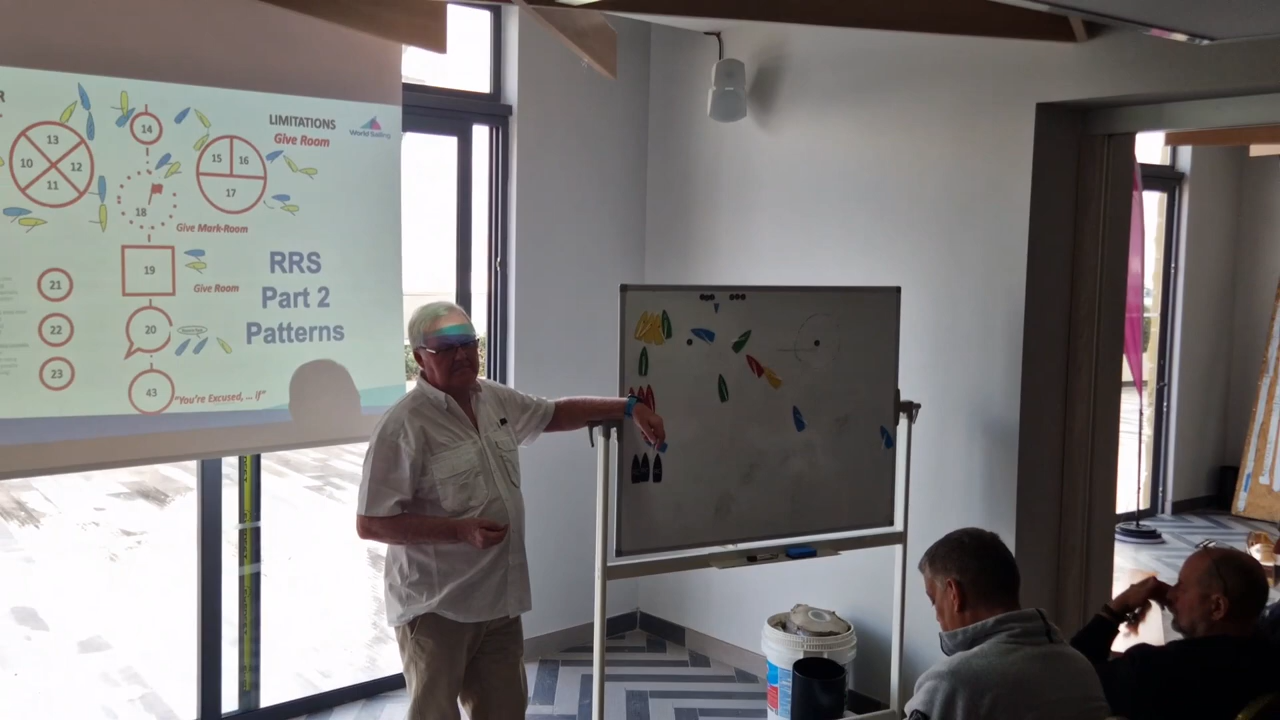 R
LIMITATIONS
Give Room
World Sailing
13
10
12
11
14
15
16
17
18
Give Mark-Room
19
Give Room
RRS
Part 2
Patterns
21
22
23
20
43
"You're Excused, ... if"